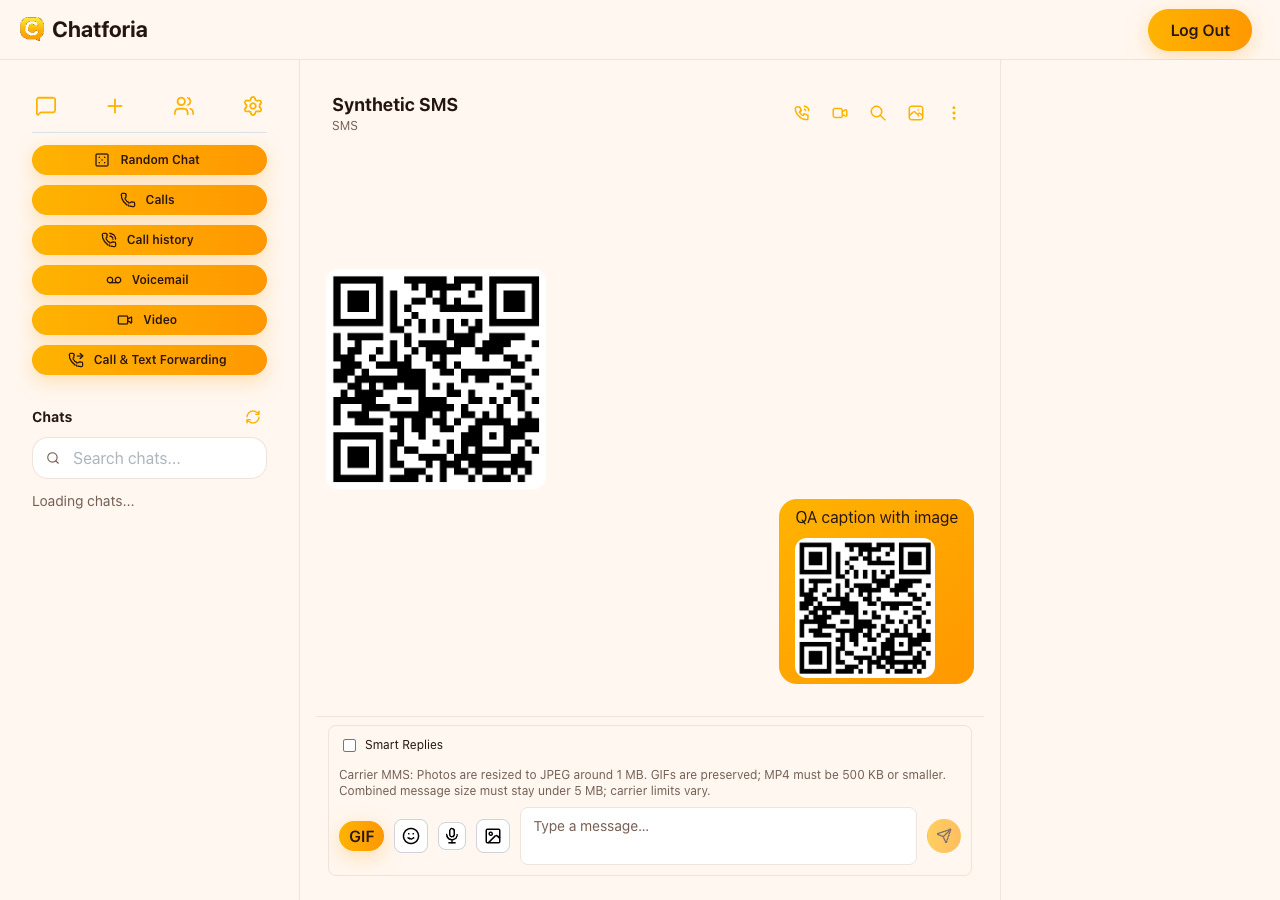 Chatforia
Log Out
Random Chat
Calls
Call history
Voicemail
Video
Call & Text Forwarding
Chats
Search chats...
Loading chats...
Synthetic SMS
SMS
QA caption with image
Smart Replies
Carrier MMS: Photos are resized to JPEG around 1 MB. GIFs are preserved; MP4 must be 500 KB or smaller.
Combined message size must stay under 5 MB; carrier limits vary.
GIF
Type a message...